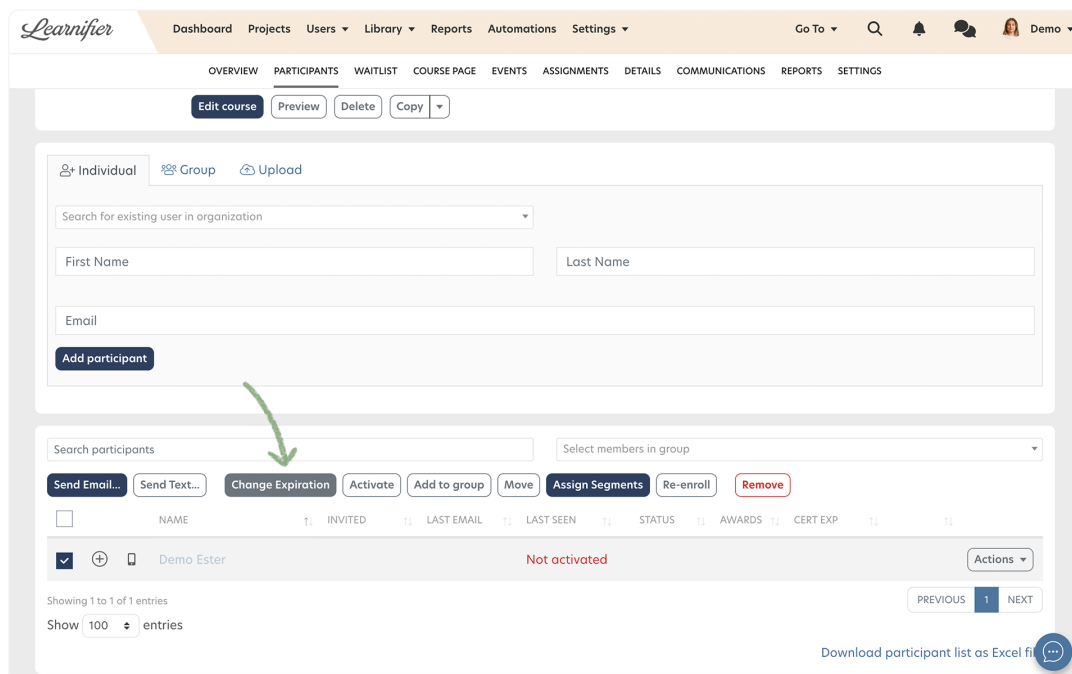 Learnifier
Dashboard Projects Users Library Reports Automations Settings Go To Demo
OVERVIEW PARTICIPANTS WAITLIST COURSE PAGE EVENTS ASSIGNMENTS DETAILS COMMUNICATIONS REPORTS SETTINGS
Edit course Preview Delete Copy
Individual Group Upload
Search for existing user in organization
First Name Last Name
Email
Add participant
Search participants Select members in group
Send Email... Send Text... Change Expiration Activate Add to group Move Assign Segments Re-enroll Remove
NAME INVITED LAST EMAIL LAST SEEN STATUS AWARDS CERT EXP
Demo Ester Not activated Actions
Showing 1 to 1 of 1 entries PREVIOUS 1 NEXT
Show 100 entries
Download participant list as Excel